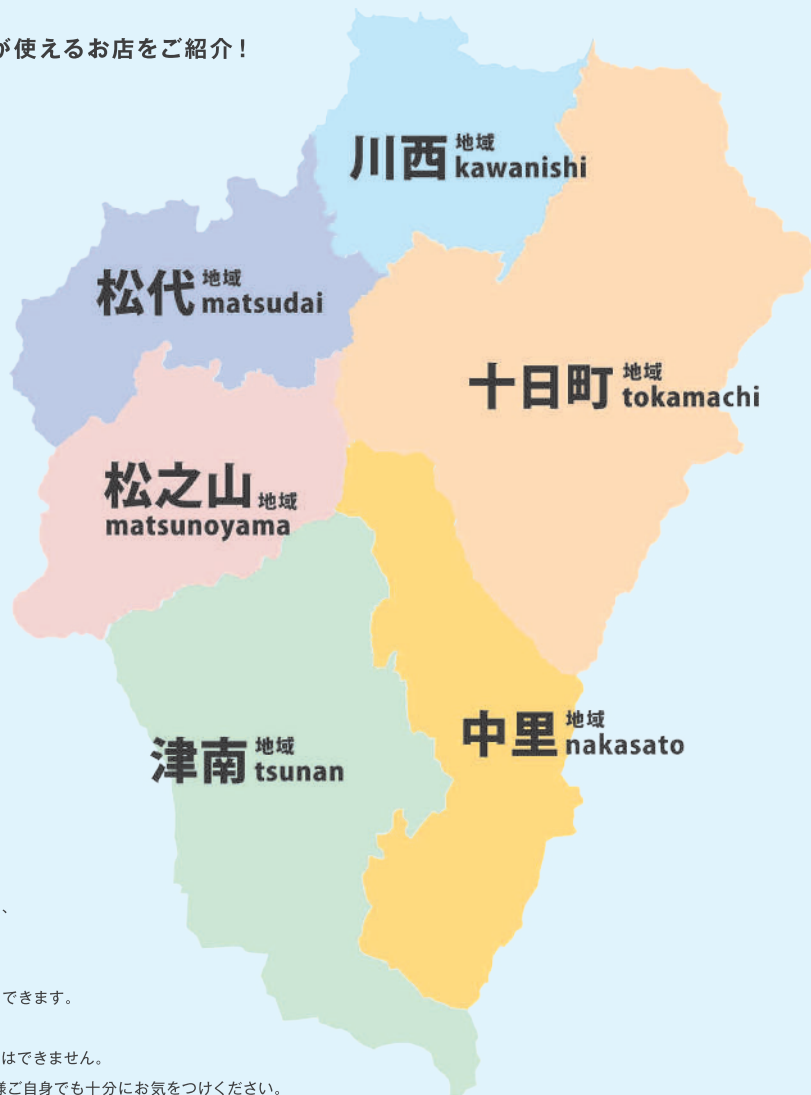 が使えるお店をご紹介！
川西 地域
kawanishi
松代 地域
matsudai
十日町 地域
tokamachi
松之山 地域
matsunoyama
中里 地域
nakasato
津南 地域
tsunan
、
できます。
はできません。
様ご自身でも十分にお気をつけください。